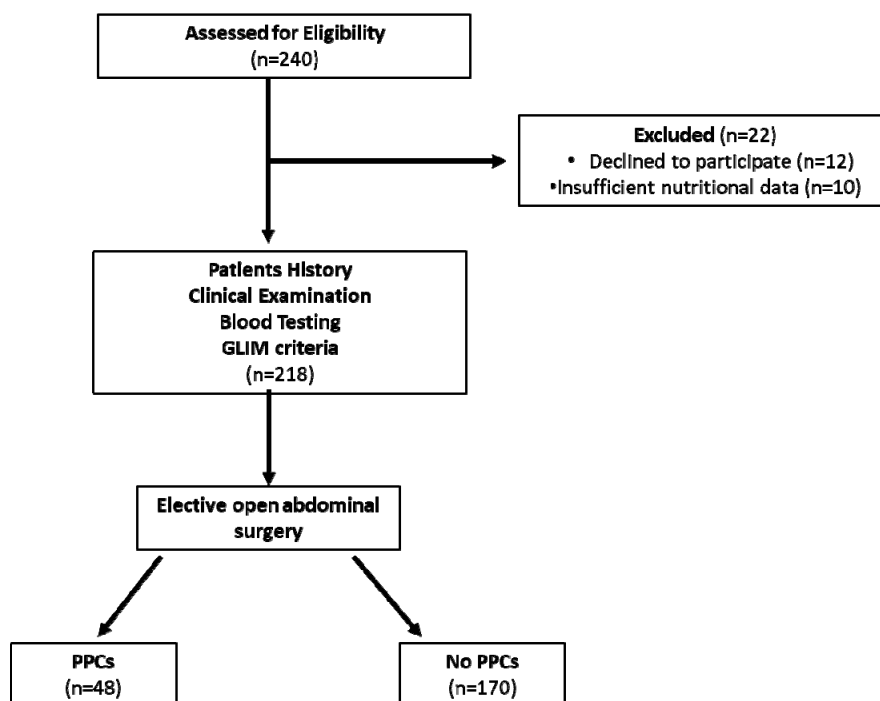 Assessed for Eligibility
(n=240)
Excluded (n=22)
• Declined to participate (n=12)
•Insufficient nutritional data (n=10)
Patients History
Clinical Examination
Blood Testing
GLIM criteria
(n=218)
Elective open abdominal
surgery
PPCs
(n=48)
No PPCs
(n=170)